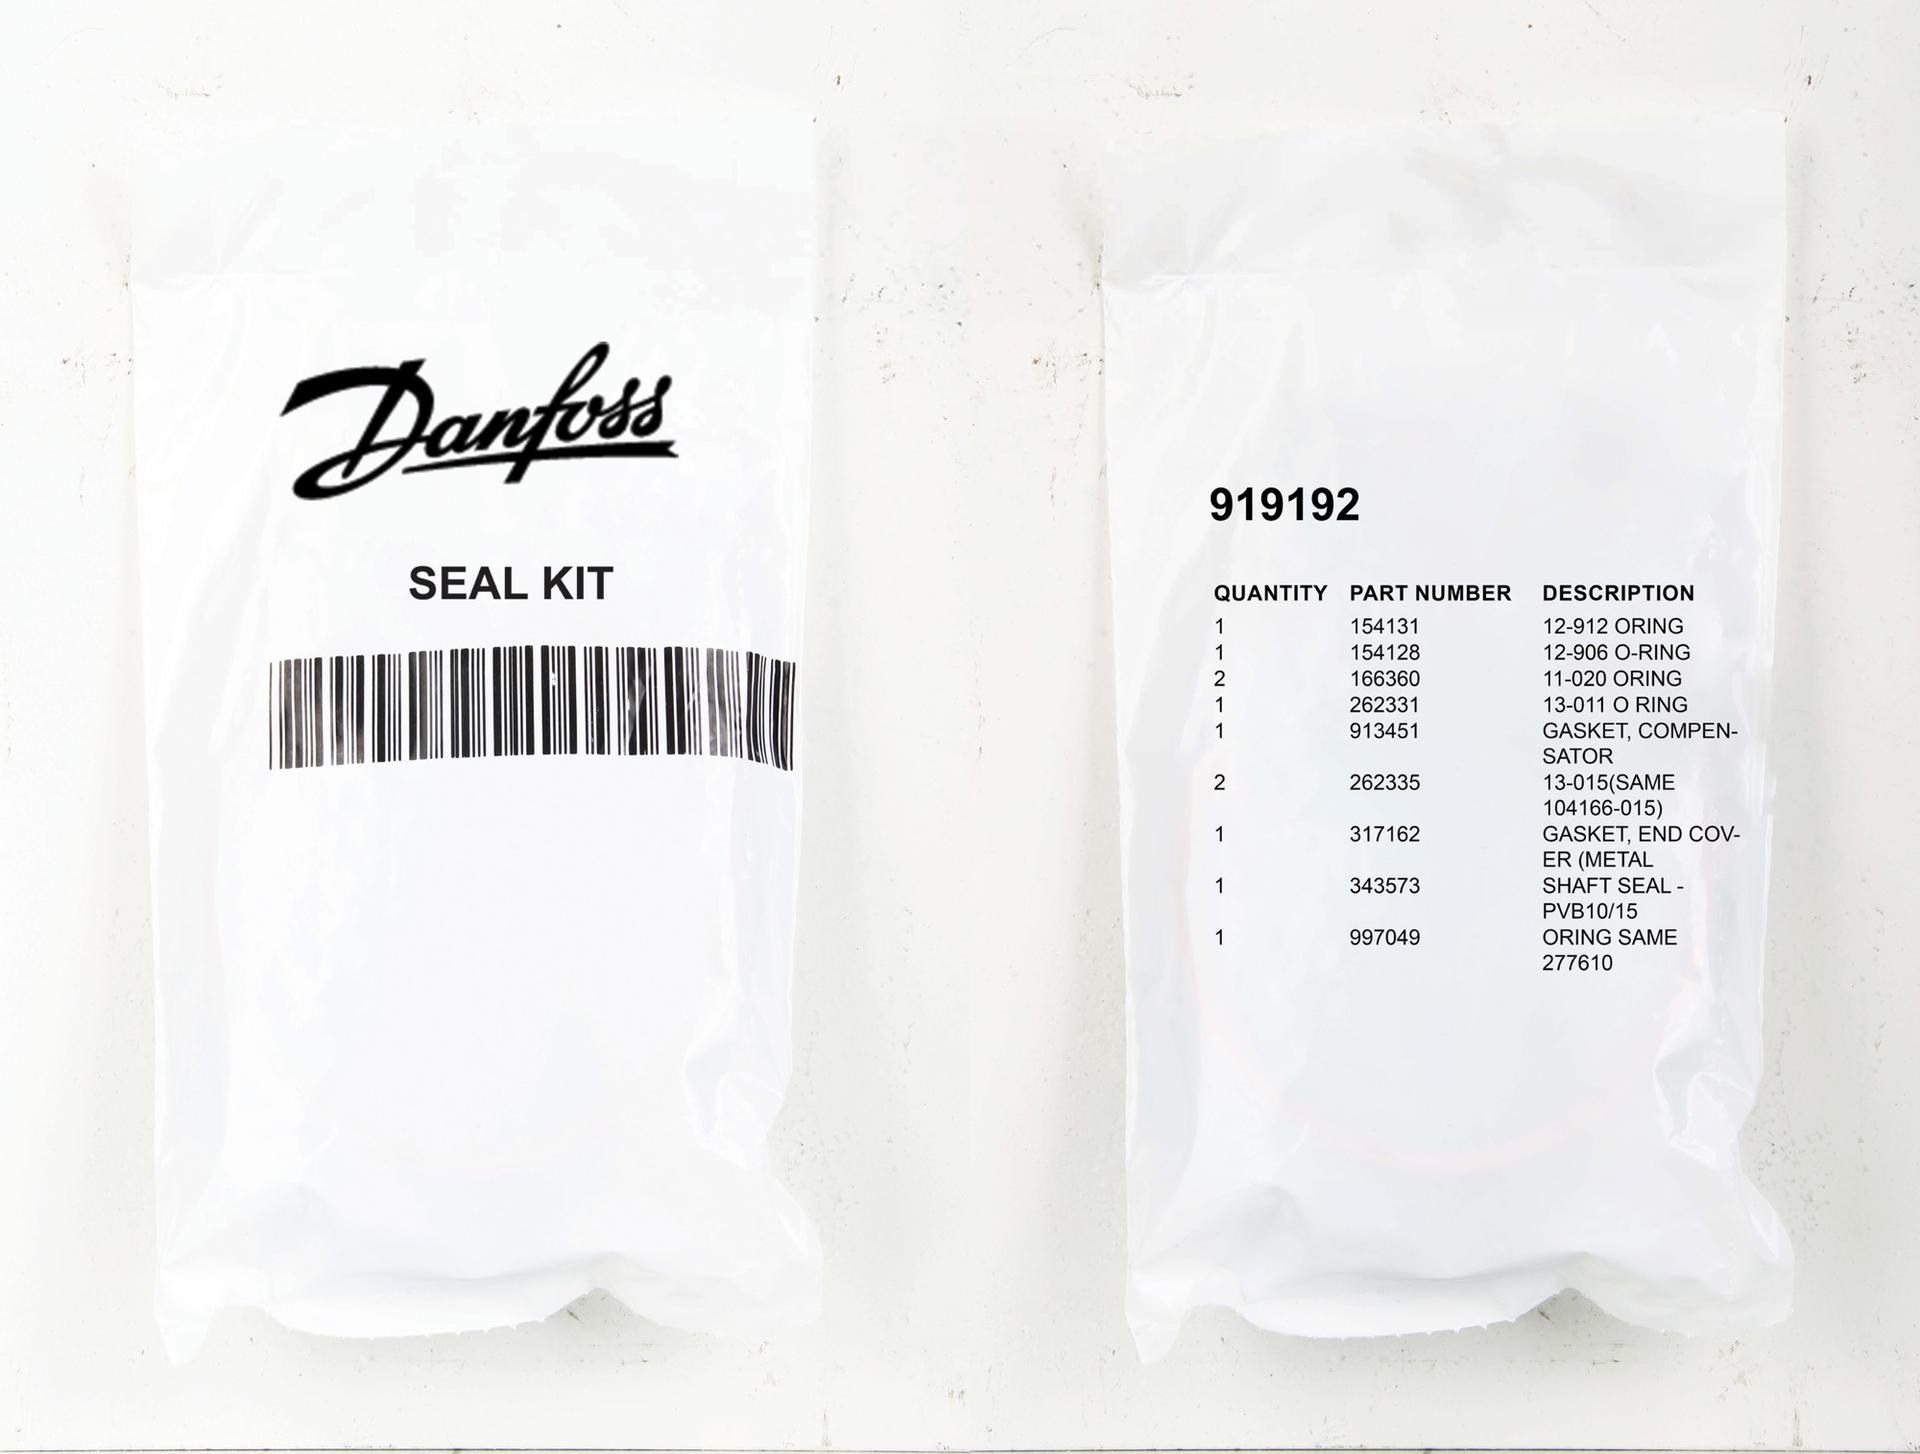 Danfoss
SEAL KIT
919192
QUANTITY PART NUMBER DESCRIPTION
1 154131 12-912 ORING
1 154128 12-906 O-RING
2 166360 11-020 ORING
1 262331 13-011 O RING
1 913451 GASKET, COMPEN-
SATOR
2 262335 13-015(SAME
104166-015)
1 317162 GASKET, END COV-
ER (METAL
1 343573 SHAFT SEAL -
PVB10/15
1 997049 ORING SAME
277610